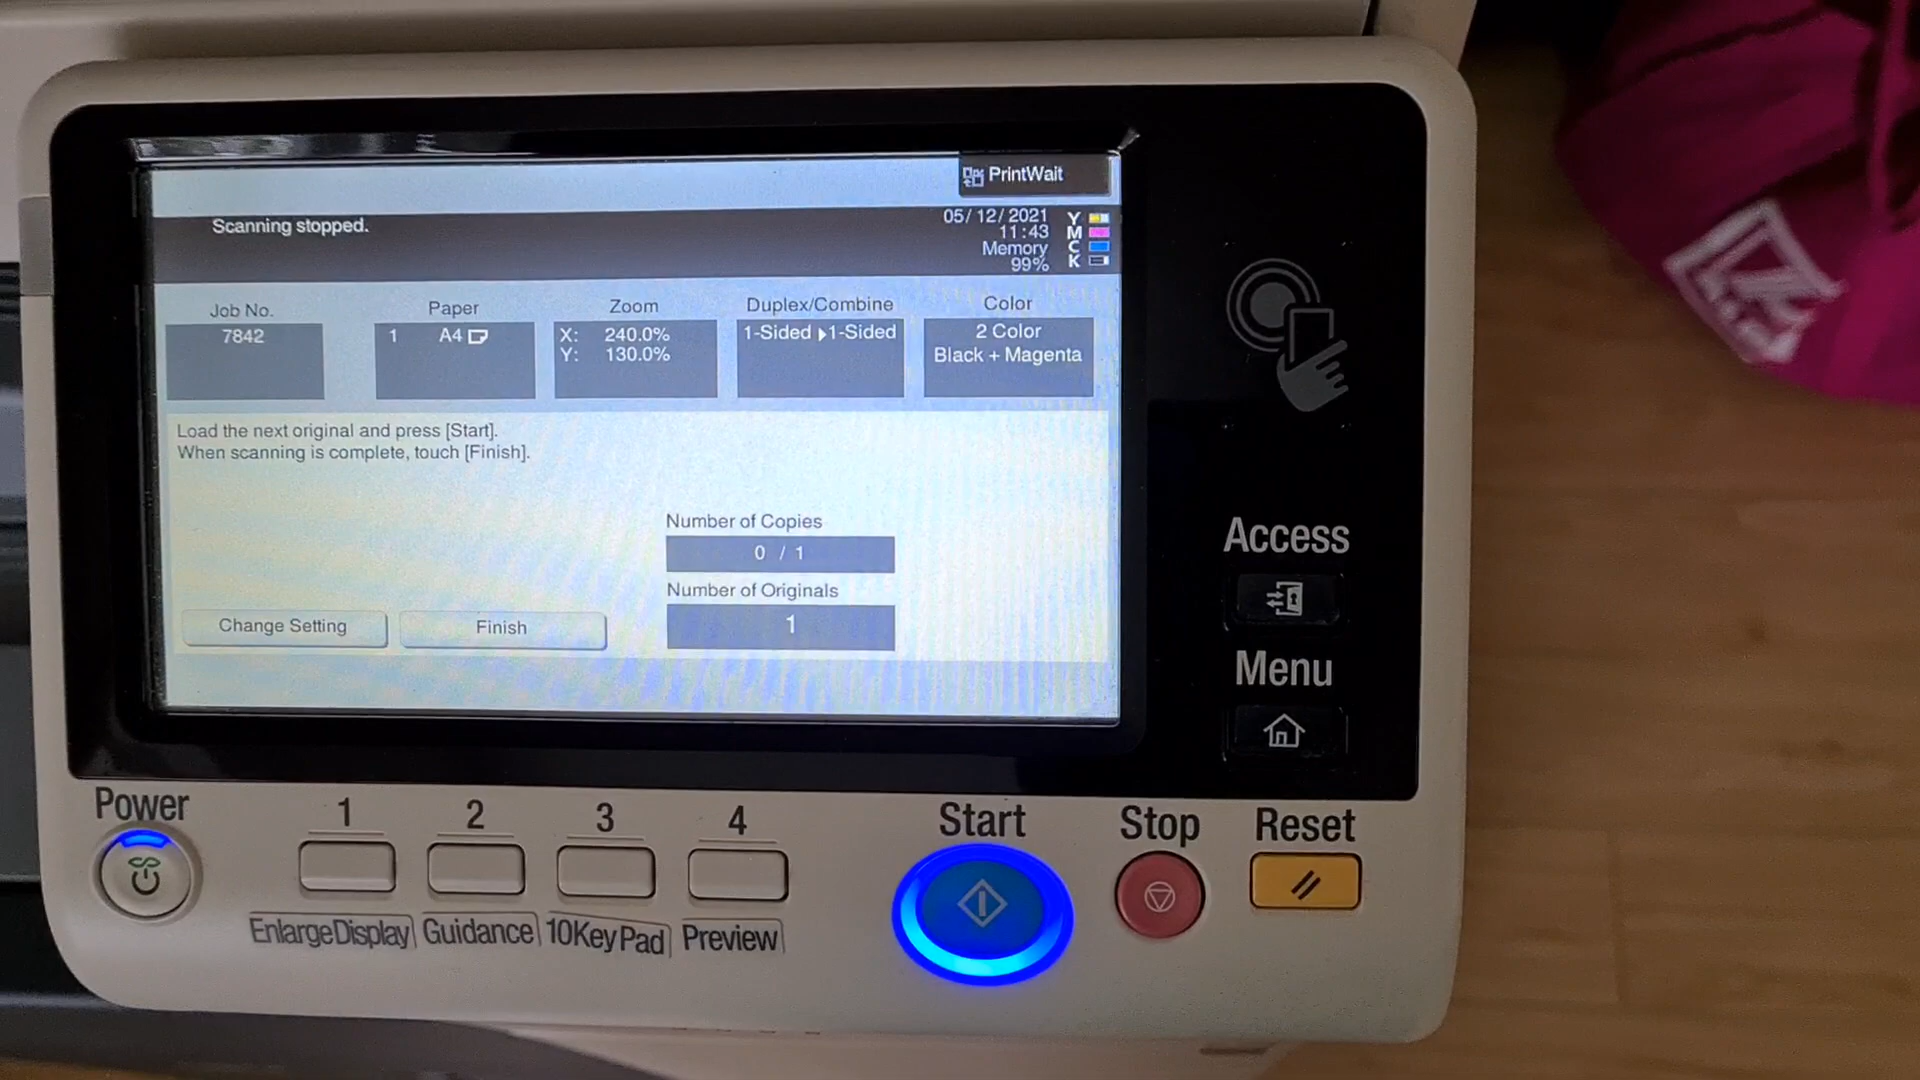 PrintWait
Scanning stopped.
05/12/2021
11:43
Memory
99%
Y
M
C
K
Job No.
7842
Paper
1 A4
Zoom
X: 240.0%
Y: 130.0%
Duplex/Combine
1-Sided ▶ 1-Sided
Color
2 Color
Black + Magenta
Load the next original and press [Start].
When scanning is complete, touch [Finish].
Number of Copies
0 / 1
Number of Originals
1
Change Setting
Finish
Access
Menu
Power
1
2
3
4
EnlargeDisplay
Guidance
10KeyPad
Preview
Start
Stop
Reset